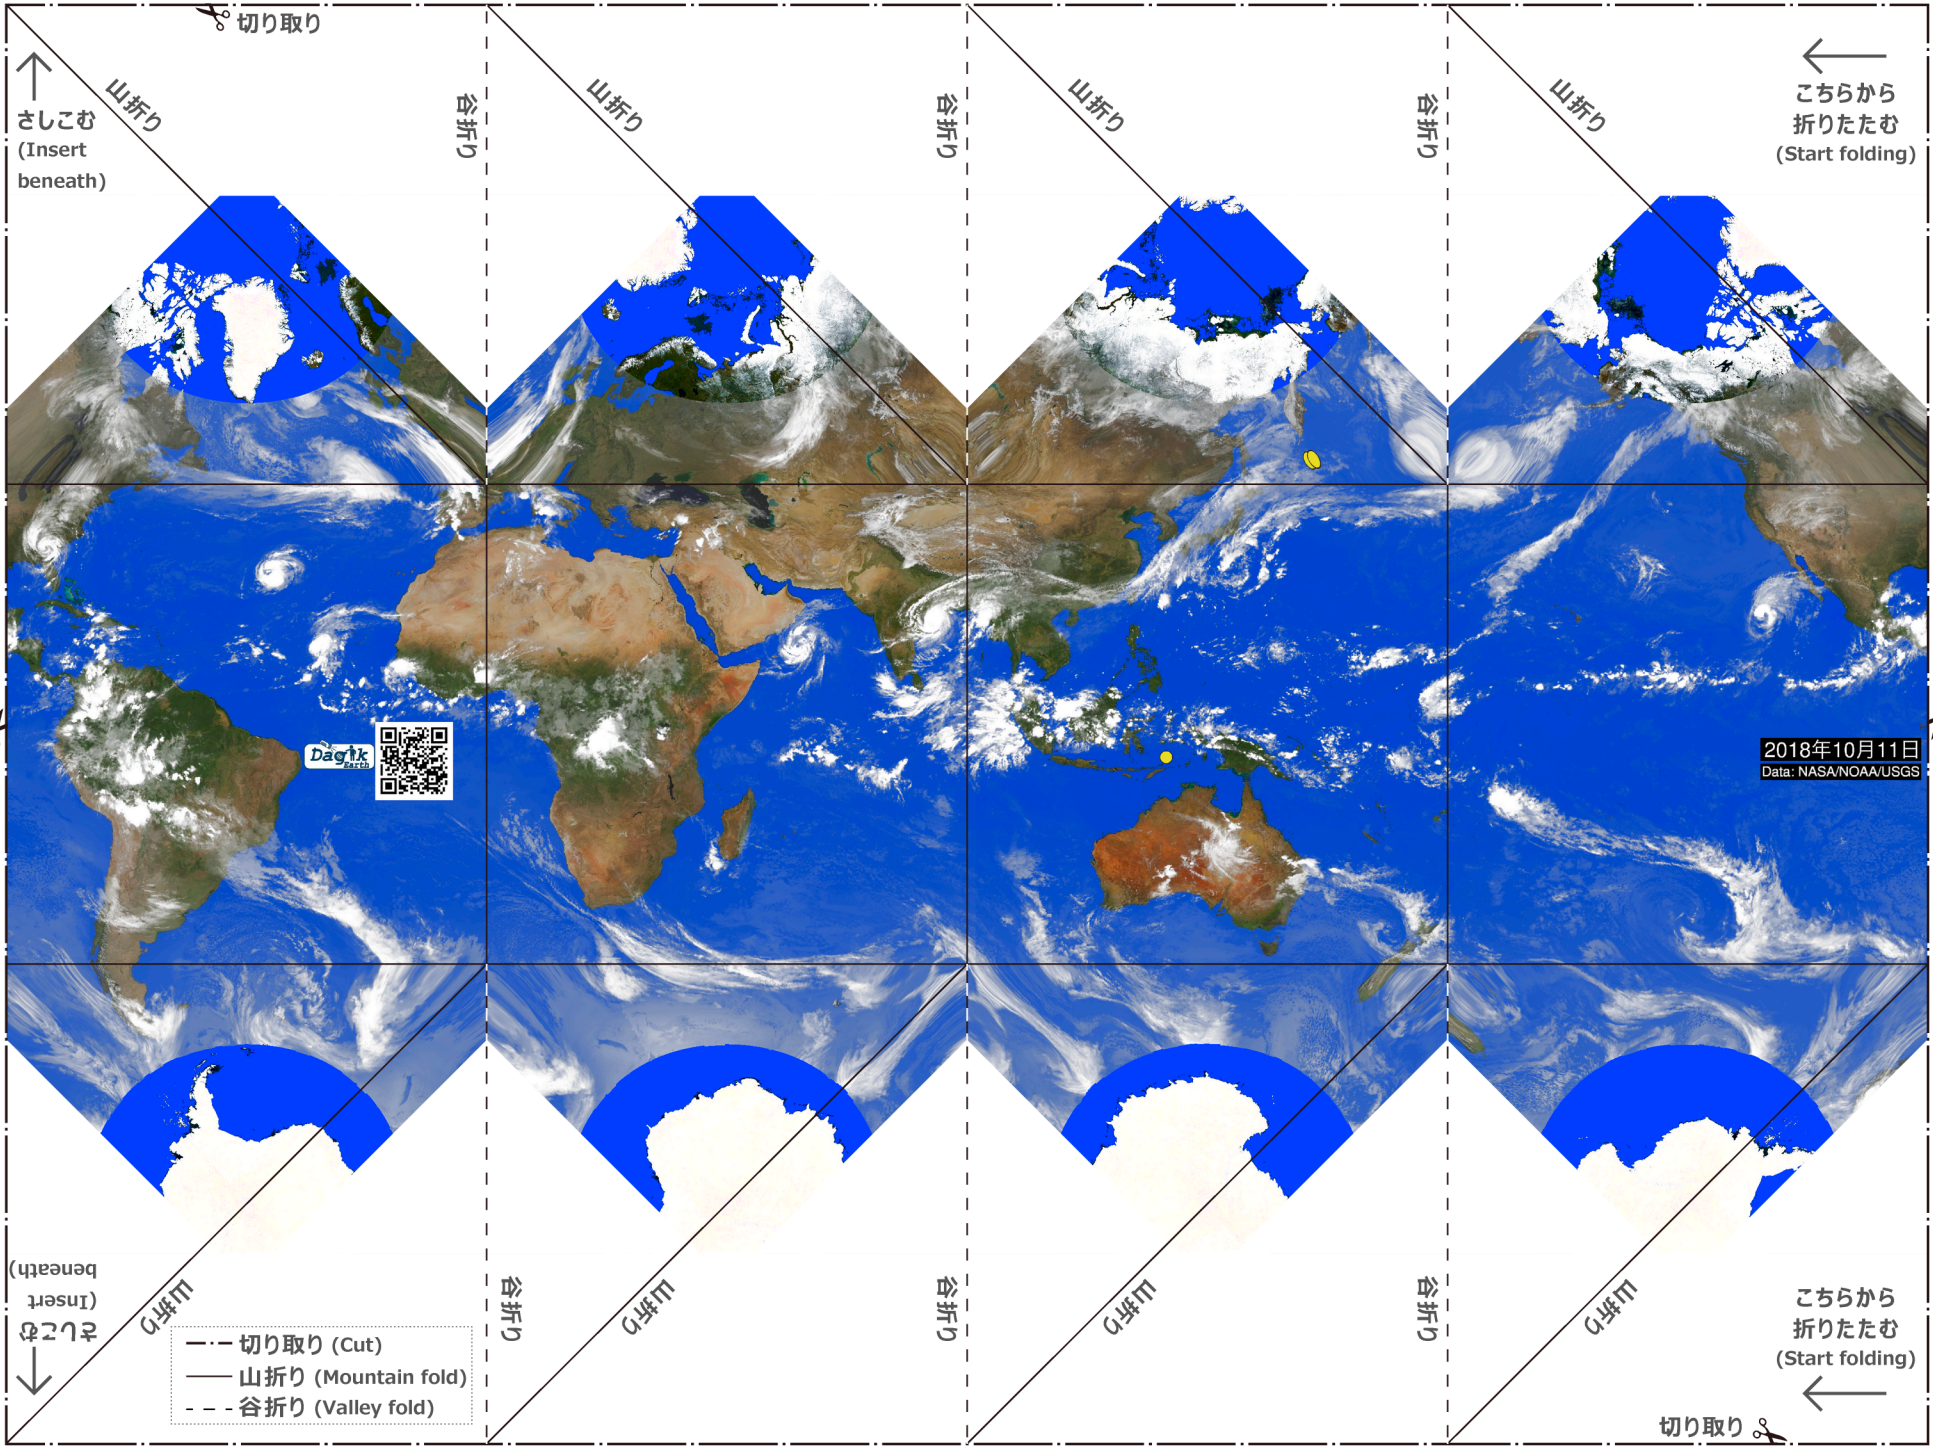 切り取り
さしこむ
(Insert
beneath)
山折り
谷折り
山折り
谷折り
山折り
谷折り
山折り
こちらから
折りたたむ
(Start folding)
Dagik
Earth
2018年10月11日
Data: NASA/NOAA/USGS
さしこむ
(Insert
beneath)
山折り
谷折り
山折り
谷折り
山折り
谷折り
山折り
こちらから
折りたたむ
(Start folding)
切り取り (Cut)
山折り (Mountain fold)
谷折り (Valley fold)
切り取り